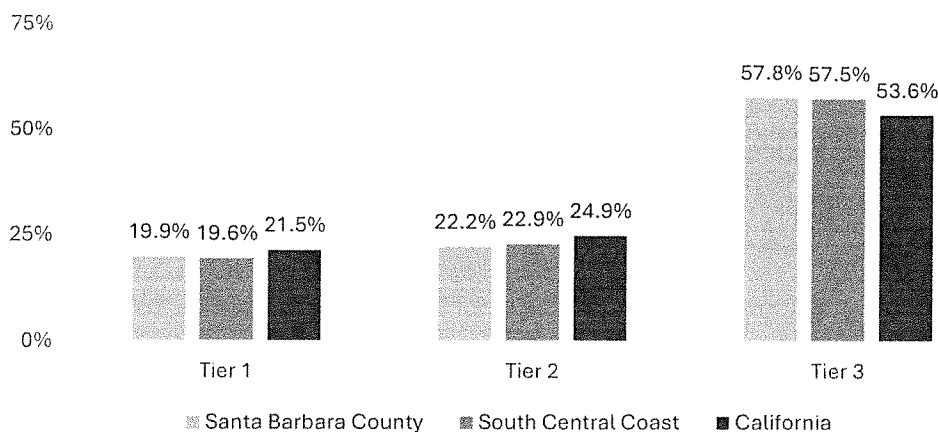 75%
57.8% 57.5%
53.6%
50%
25%
19.9% 19.6% 21.5%
22.2% 22.9% 24.9%
0%
Tier 1 Tier 2 Tier 3
Santa Barbara County South Central Coast California